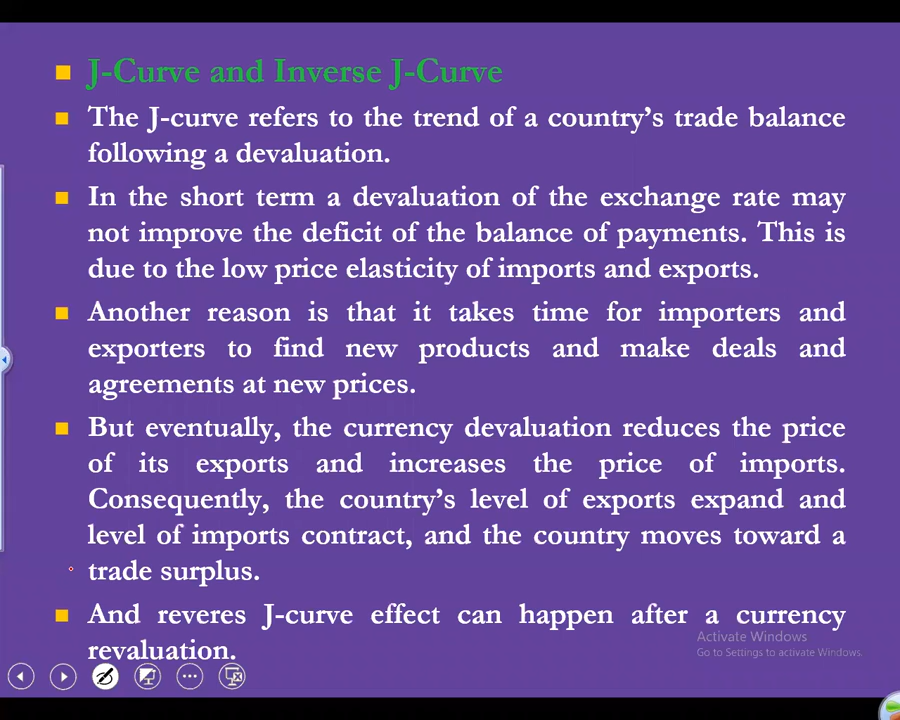 J-Curve and Inverse J-Curve
The J-curve refers to the trend of a country's trade balance
following a devaluation.
In the short term a devaluation of the exchange rate may
not improve the deficit of the balance of payments. This is
due to the low price elasticity of imports and exports.
Another reason is that it takes time for importers and
exporters to find new products and make deals and
agreements at new prices.
But eventually, the currency devaluation reduces the price
of its exports and increases the price of imports.
Consequently, the country's level of exports expand and
level of imports contract, and the country moves toward a
trade surplus.
And reveres J-curve effect can happen after a currency
revaluation.
Activate Windows
Go to Settings to activate Windows.